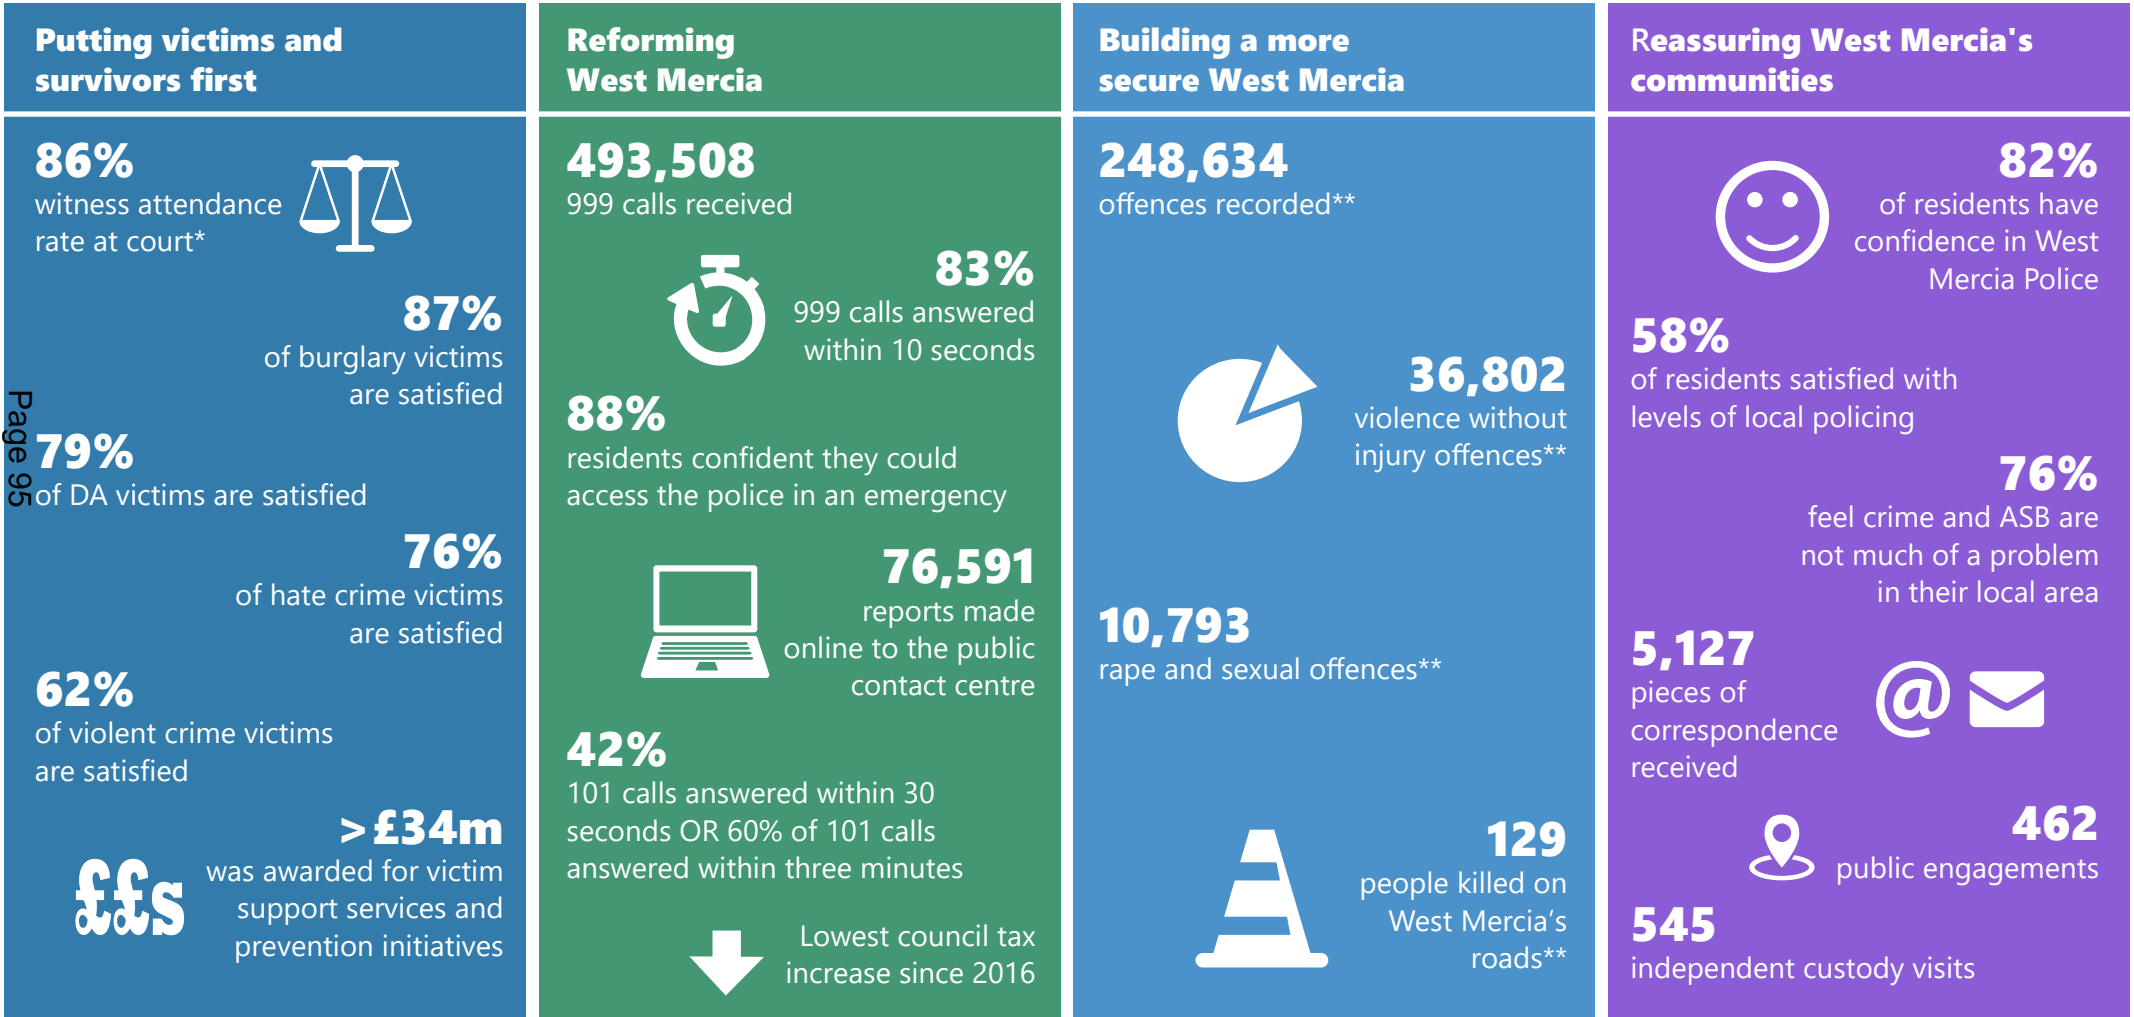 Putting victims and
survivors first
86%
witness attendance
rate at court*
87%
of burglary victims
are satisfied
79%
of DA victims are satisfied
76%
of hate crime victims
are satisfied
62%
of violent crime victims
are satisfied
>£34m
££s
was awarded for victim
support services and
prevention initiatives
Page 95
Reforming
West Mercia
493,508
999 calls received
83%
999 calls answered
within 10 seconds
88%
residents confident they could
access the police in an emergency
76,591
reports made
online to the public
contact centre
42%
101 calls answered within 30
seconds OR 60% of 101 calls
answered within three minutes
Lowest council tax
increase since 2016
Building a more
secure West Mercia
248,634
offences recorded**
36,802
violence without
injury offences**
10,793
rape and sexual offences**
129
people killed on
West Mercia’s
roads**
Reassuring West Mercia's
communities
82%
of residents have
confidence in West
Mercia Police
58%
of residents satisfied with
levels of local policing
76%
feel crime and ASB are
not much of a problem
in their local area
5,127
pieces of
correspondence
received
@
462
public engagements
545
independent custody visits